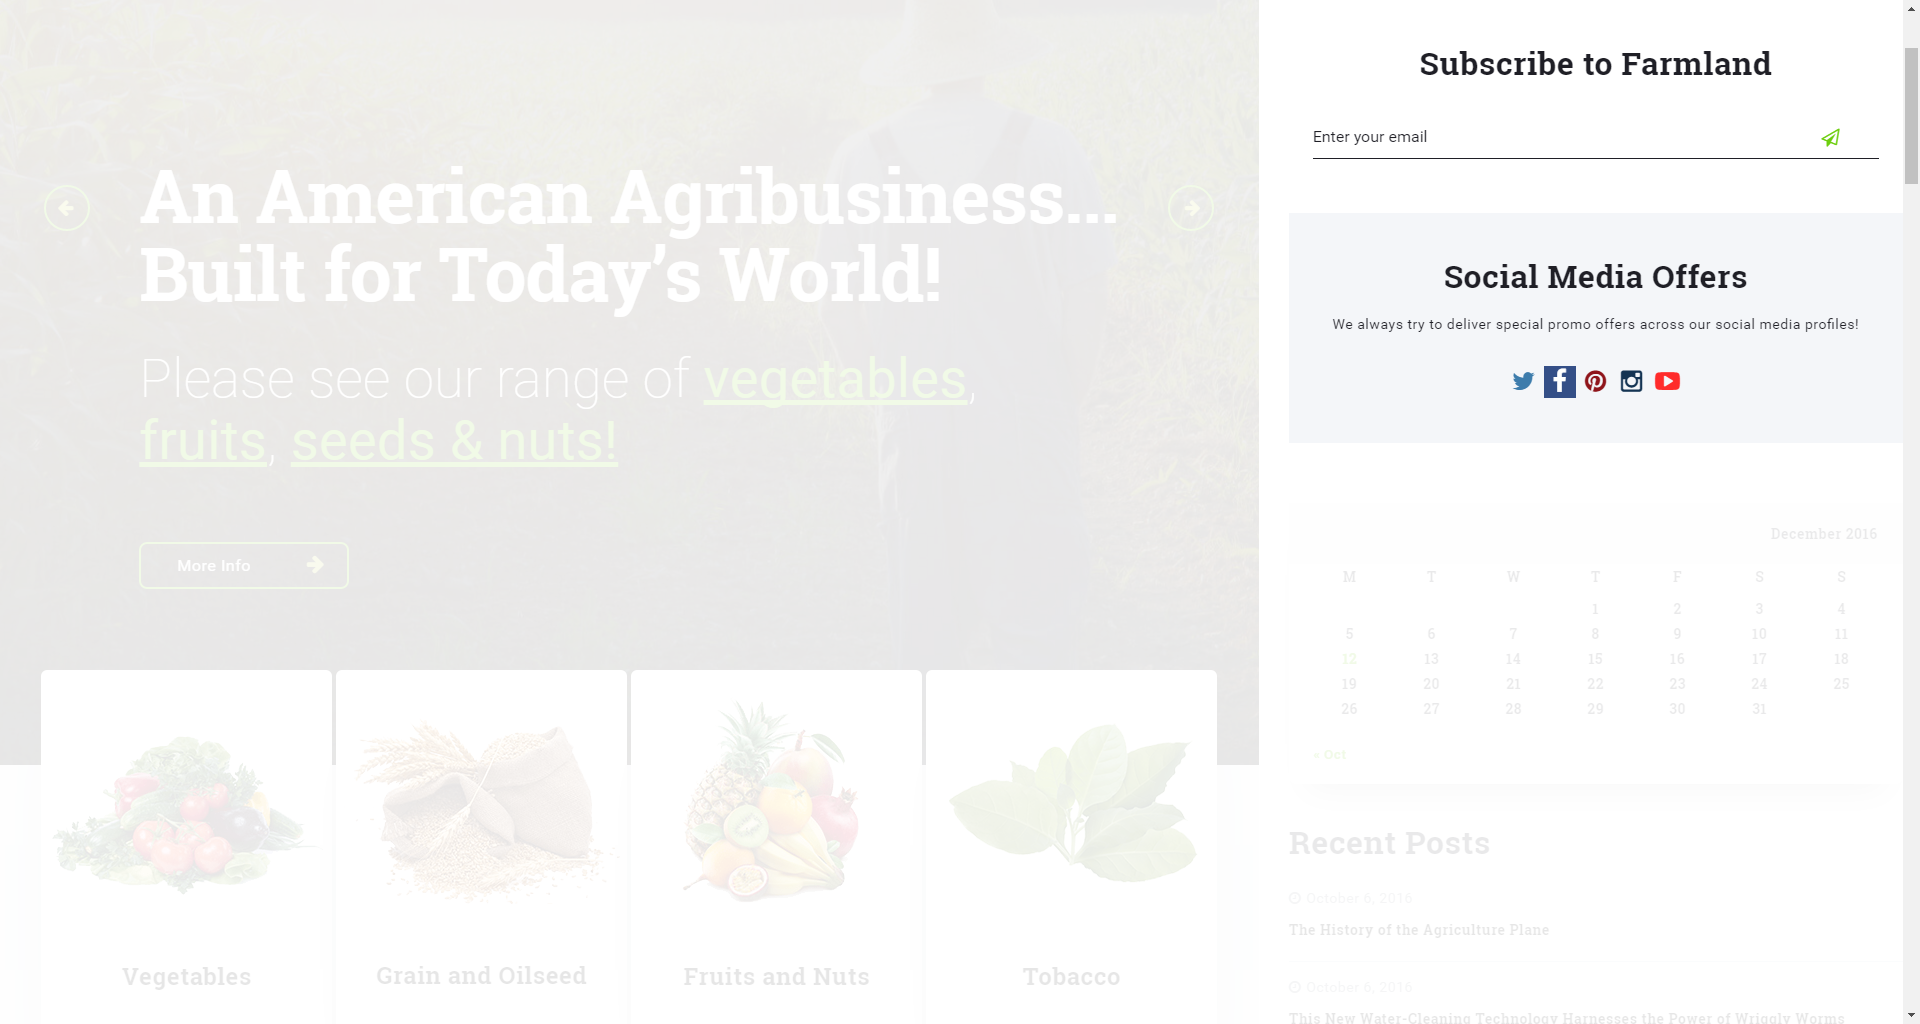 An American Agribusiness...
Built for Today's World!
Please see our range of vegetables,
fruits, seeds & nuts!
More Info
Vegetables
Grain and Oilseed
Fruits and Nuts
Tobacco
Subscribe to Farmland
Enter your email
Social Media Offers
We always try to deliver special promo offers across our social media profiles!
December 2016
M T W T F S S
1 2 3 4
5 6 7 8 9 10 11
12 13 14 15 16 17 18
19 20 21 22 23 24 25
26 27 28 29 30 31
« Oct
Recent Posts
October 6, 2016
The History of the Agriculture Plane
October 6, 2016
This New Water-Cleaning Technology Harnesses the Power of Wriggly Worms